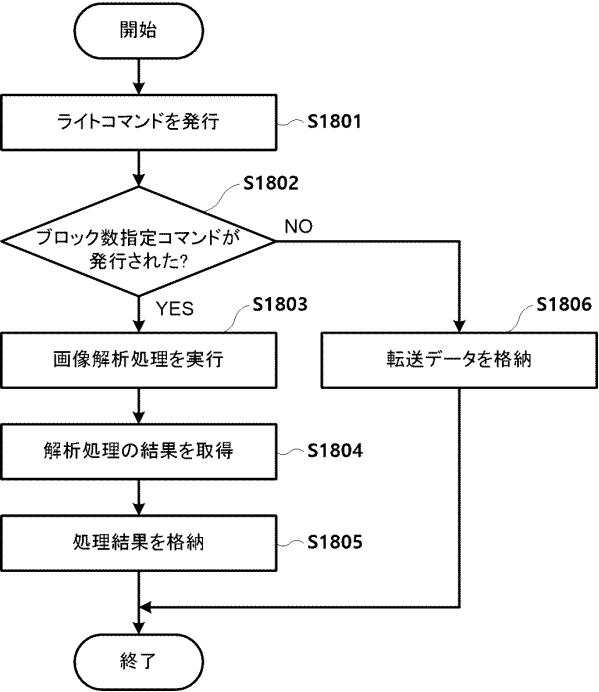 開始
ライトコマンドを発行
S1801
S1802
ブロック数指定コマンドが
発行された?
NO
YES
S1803
画像解析処理を実行
S1806
転送データを格納
解析処理の結果を取得
S1804
処理結果を格納
S1805
終了